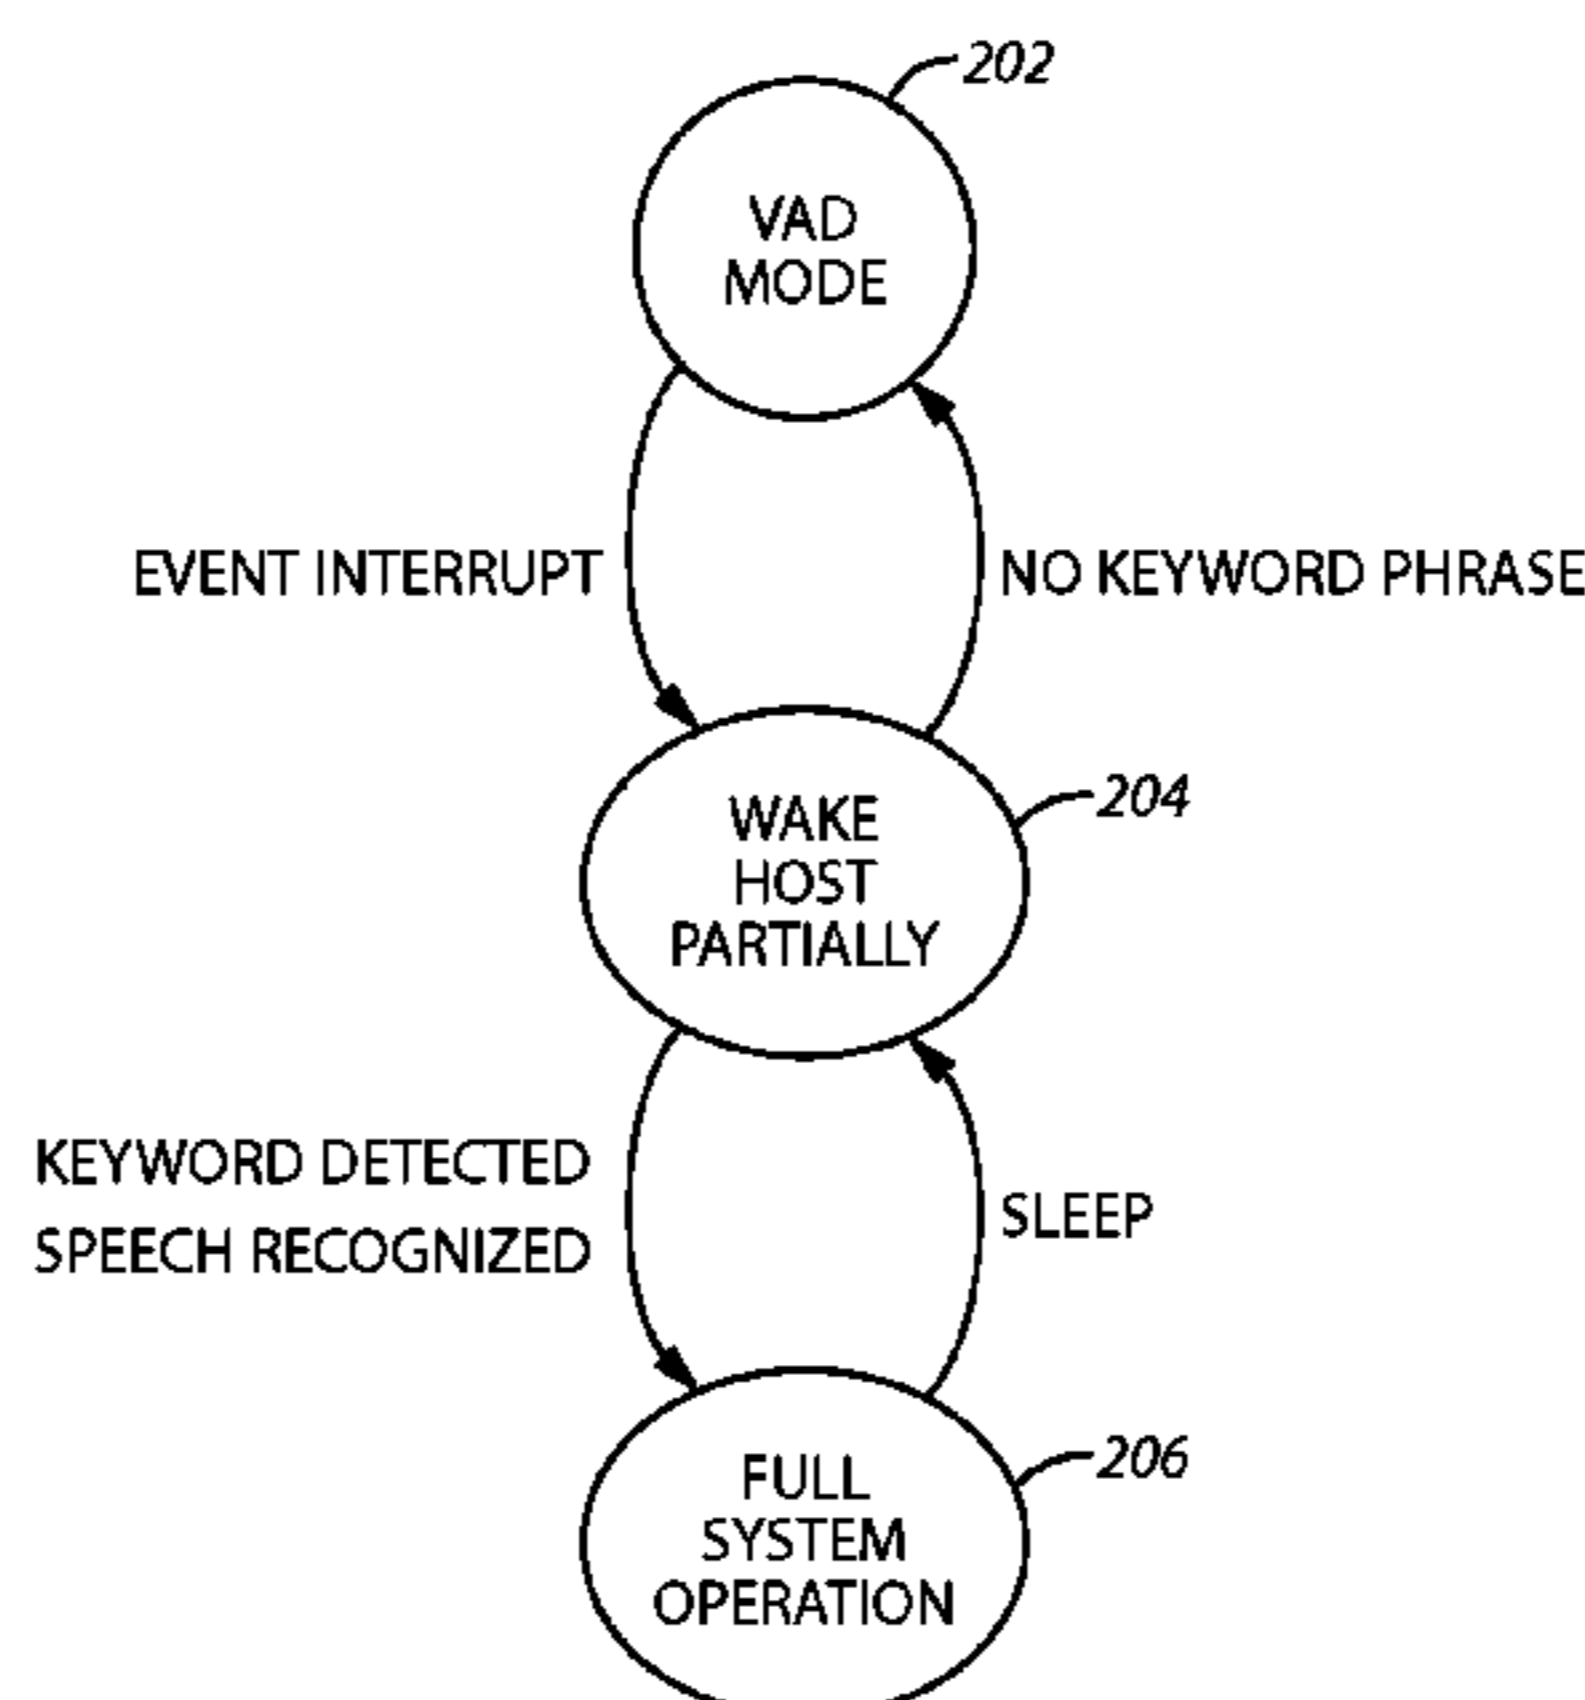 202
VAD
MODE
EVENT INTERRUPT
NO KEYWORD PHRASE
WAKE
HOST
PARTIALLY
204
KEYWORD DETECTED
SPEECH RECOGNIZED
SLEEP
206
FULL
SYSTEM
OPERATION